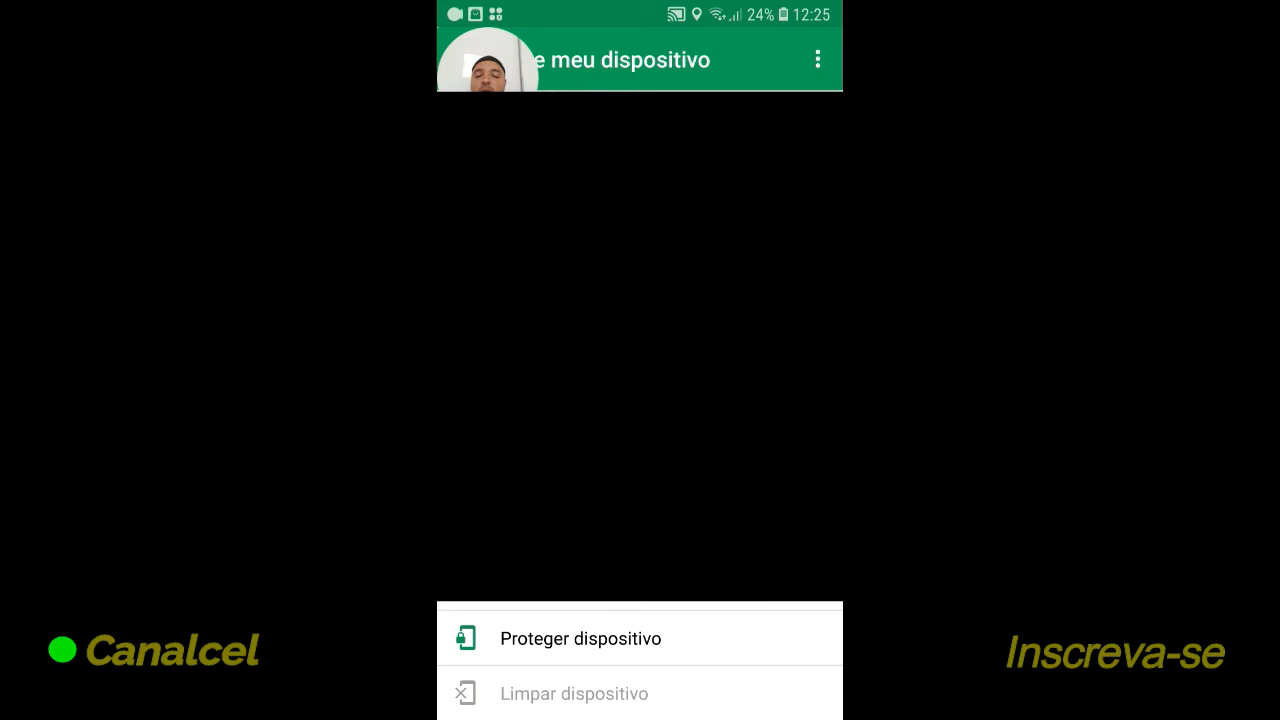 24% 12:25
e meu dispositivo
Proteger dispositivo
Limpar dispositivo
Canalcel
Inscreva-se